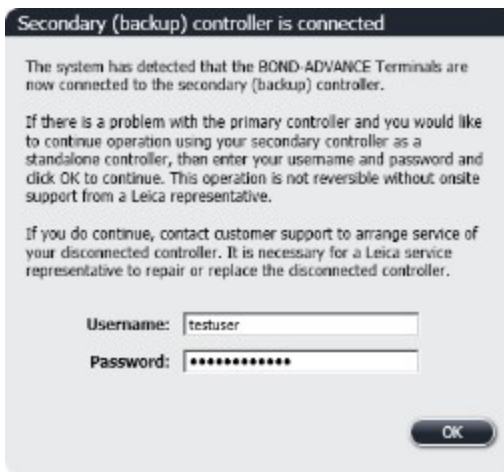 Secondary (backup) controller is connected
The system has detected that the BOND-ADVANCE Terminals are
now connected to the secondary (backup) controller.
If there is a problem with the primary controller and you would like
to continue operation using your secondary controller as a
standalone controller, then enter your username and password and
click OK to continue. This operation is not reversible without onsite
support from a Leica representative.
If you do continue, contact customer support to arrange service of
your disconnected controller. It is necessary for a Leica service
representative to repair or replace the disconnected controller.
Username: testuser
Password: ••••••••••••
OK